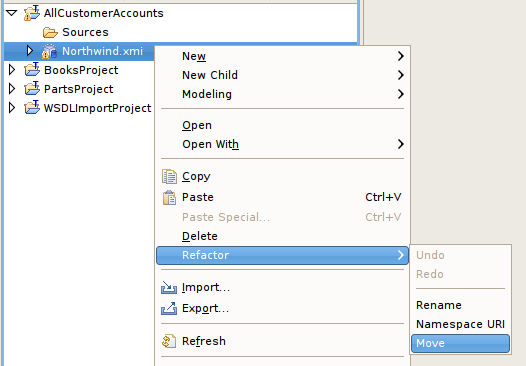 AllCustomerAccounts
Sources
Northwind.xmi
BooksProject
PartsProject
WSDLImportProject
New
New Child
Modeling
Open
Open With
Copy
Paste Ctrl+V
Paste Special... Ctrl+V
Delete
Refactor
Import...
Export...
Refresh
Undo
Redo
Rename
Namespace URI
Move